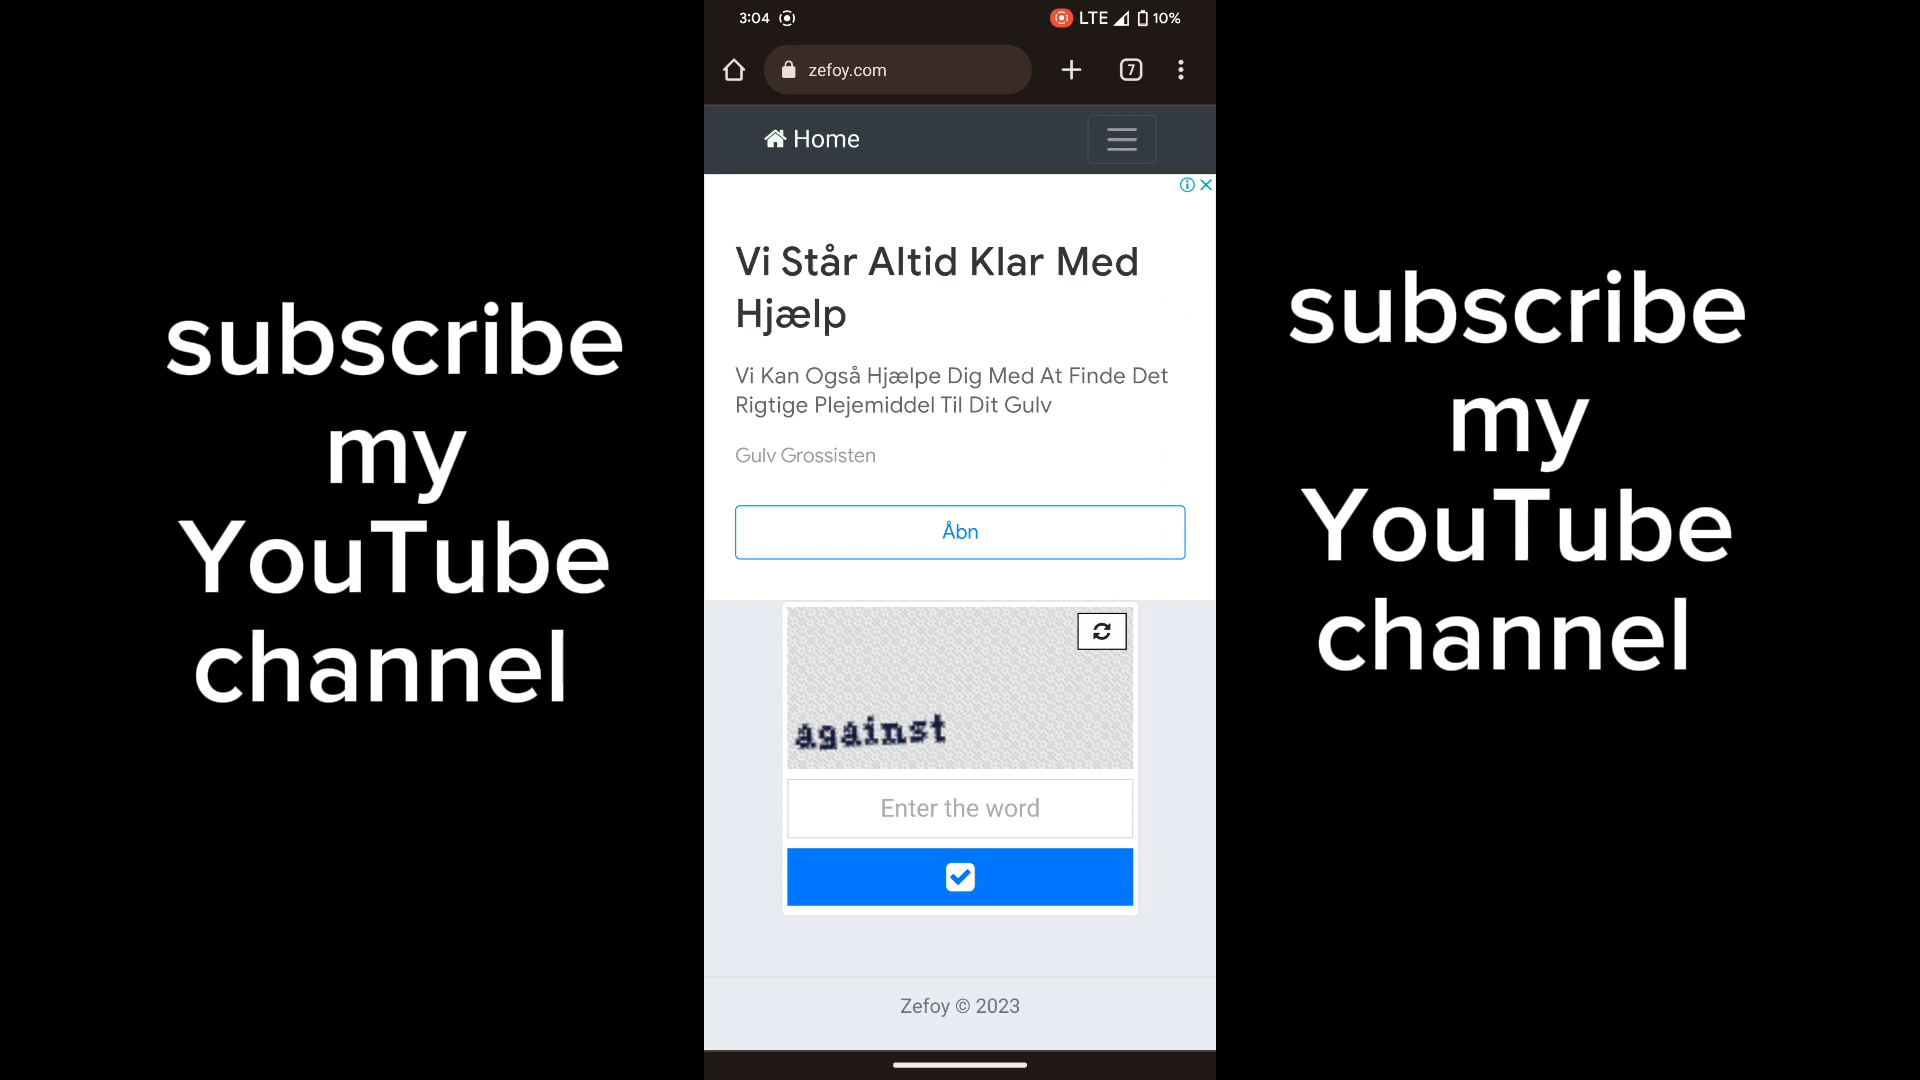 subscribe
my
YouTube
channel
3:04
LTE
10%
zefoy.com
7
Home
Vi Står Altid Klar Med
Hjælp
Vi Kan Også Hjælpe Dig Med At Finde Det
Rigtige Plejemiddel Til Dit Gulv
Gulv Grossisten
Åbn
against
Enter the word
Zefoy © 2023
subscribe
my
YouTube
channel